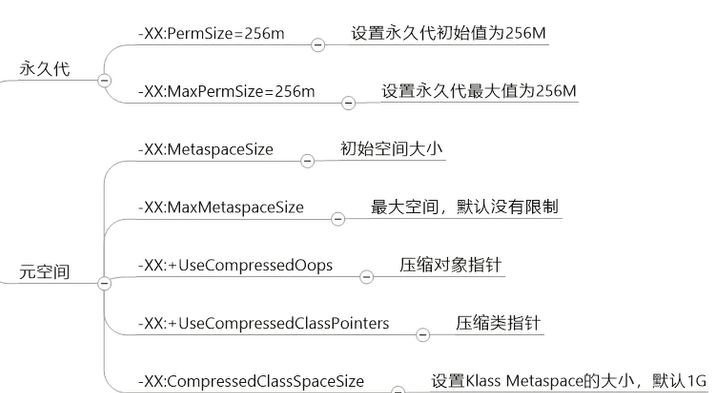 永久代
-XX:PermSize=256m 设置永久代初始值为256M
-XX:MaxPermSize=256m 设置永久代最大值为256M
元空间
-XX:MetaspaceSize 初始空间大小
-XX:MaxMetaspaceSize 最大空间，默认没有限制
-XX:+UseCompressedOops 压缩对象指针
-XX:+UseCompressedClassPointers 压缩类指针
-XX:CompressedClassSpaceSize 设置Klass Metaspace的大小，默认1G